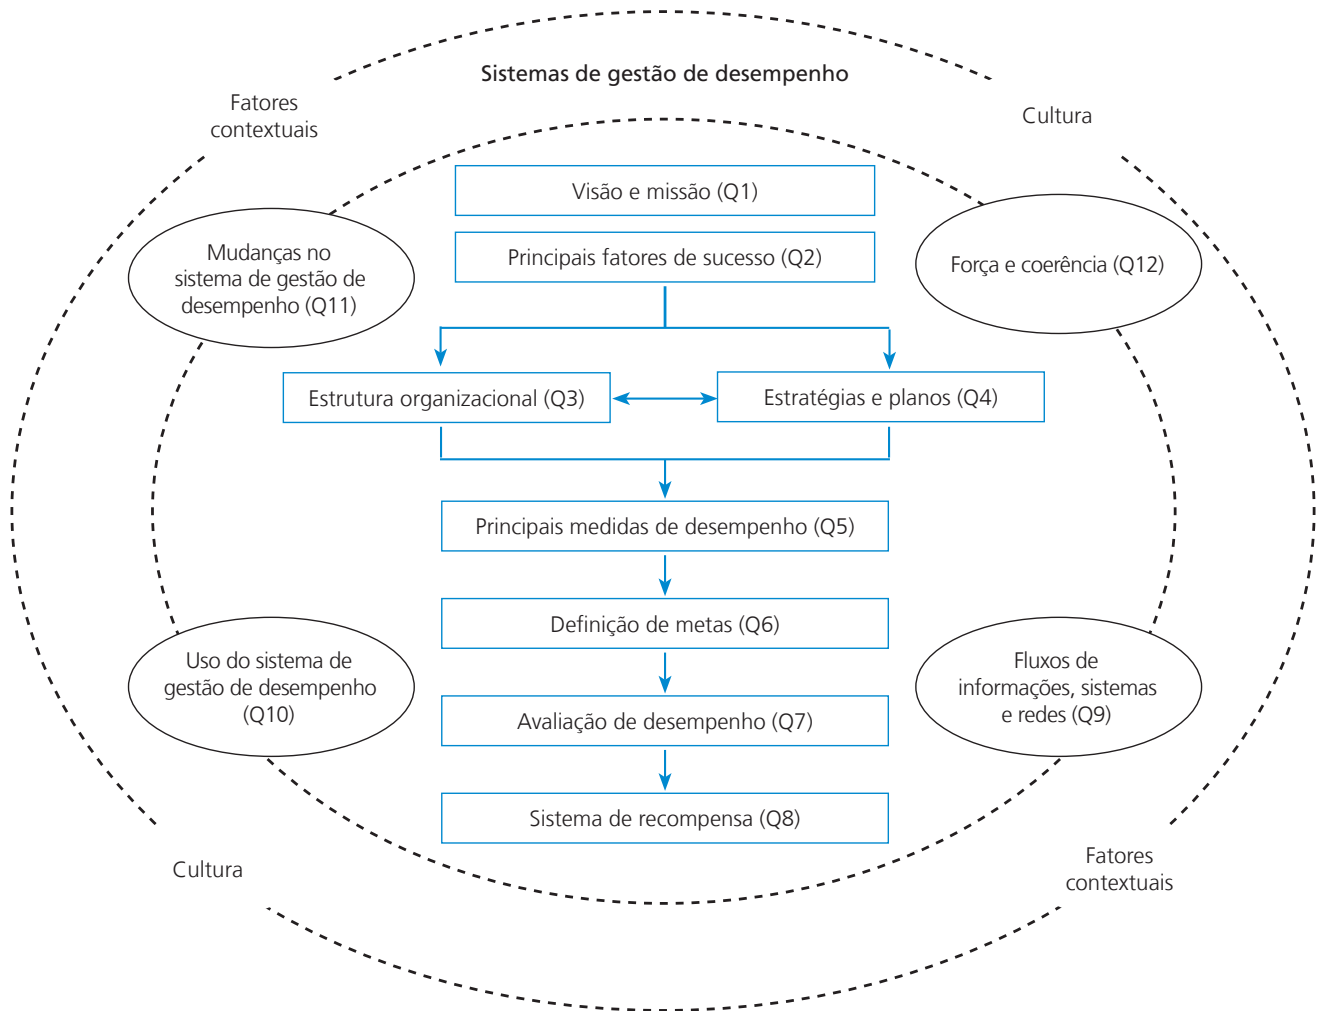 Sistemas de gestão de desempenho
Fatores
contextuais
Cultura
Visão e missão (Q1)
Principais fatores de sucesso (Q2)
Mudanças no
sistema de gestão de
desempenho (Q11)
Força e coerência (Q12)
Estrutura organizacional (Q3)
Estratégias e planos (Q4)
Principais medidas de desempenho (Q5)
Definição de metas (Q6)
Uso do sistema de
gestão de desempenho
(Q10)
Fluxos de
informações, sistemas
e redes (Q9)
Avaliação de desempenho (Q7)
Sistema de recompensa (Q8)
Cultura
Fatores
contextuais